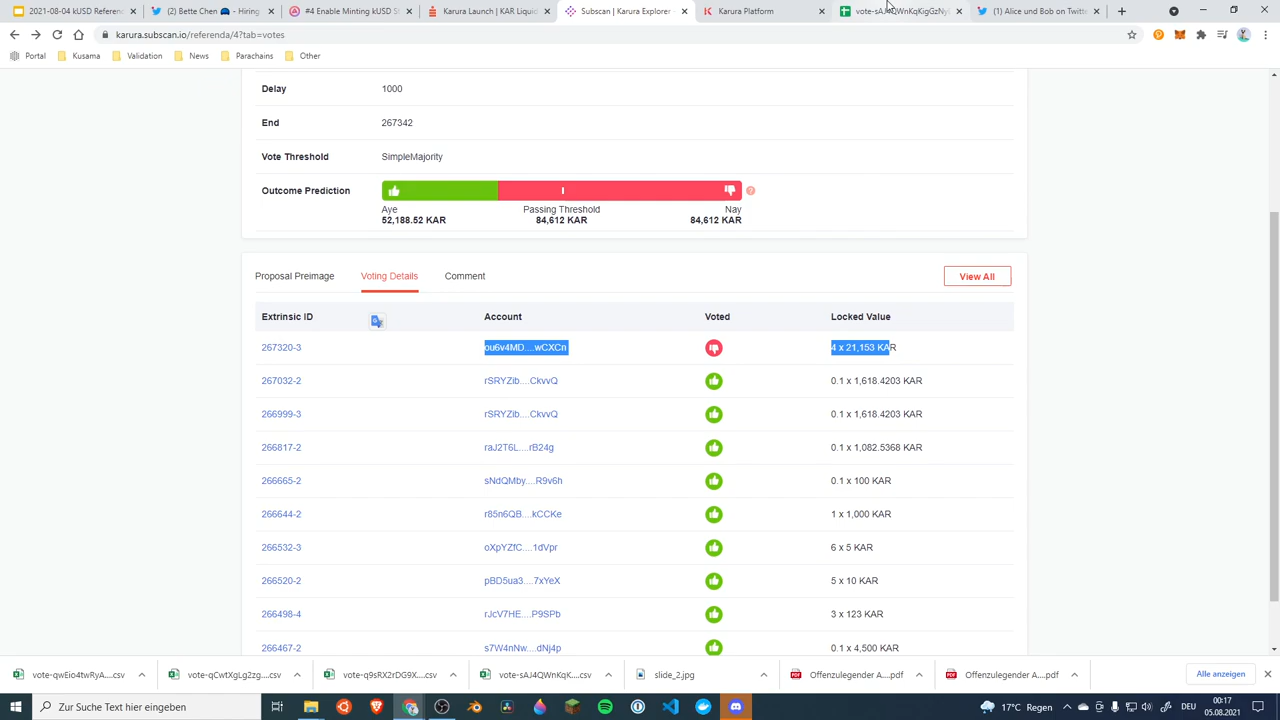 2021-08-04 kUSD Referenc
(2) Bette Chen
- Hiring
#4 Enable Minting kUSD St
Karura Launch | KAR Liquid
Subscan | Karura Explorer -
Karura Platform
vote-sAJ4QWnKqKigGzNy
(1) Alice und Bob on Twitte
karura.subscan.io/referenda/4?tab=votes
Portal
Kusama
Validation
News
Parachains
Other
Delay
1000
End
267342
Vote Threshold
SimpleMajority
Outcome Prediction
Aye
Passing Threshold
Nay
52,188.52 KAR
84,612 KAR
84,612 KAR
Proposal Preimage
Voting Details
Comment
View All
Extrinsic ID
Account
Voted
Locked Value
267320-3
ou6v4MD....wCXCn
4 x 21,153 KAR
267032-2
rSRYZib....CkvvQ
0.1 x 1,618.4203 KAR
266999-3
rSRYZib....CkvvQ
0.1 x 1,618.4203 KAR
266817-2
raJ2T6L....rB24g
0.1 x 1,082.5368 KAR
266665-2
sNdQMby....R9v6h
0.1 x 100 KAR
266644-2
r85n6QB....kCCKe
1 x 1,000 KAR
266532-3
oXpYZfC....1dVpr
6 x 5 KAR
266520-2
pBD5ua3....7xYeX
5 x 10 KAR
266498-4
rJcV7HE....P9SPb
3 x 123 KAR
266467-2
s7W4nNw....dNj4p
0.1 x 4,500 KAR
vote-qwEio4twRyA....csv
vote-qCwtXgLg2zg....csv
vote-q9sRX2rDG9X....csv
vote-sAJ4QWnKqK....csv
slide_2.jpg
Offenzulegender A....pdf
Offenzulegender A....pdf
Alle anzeigen
Zur Suche Text hier eingeben
17°C Regen
DEU
00:17
05.08.2021